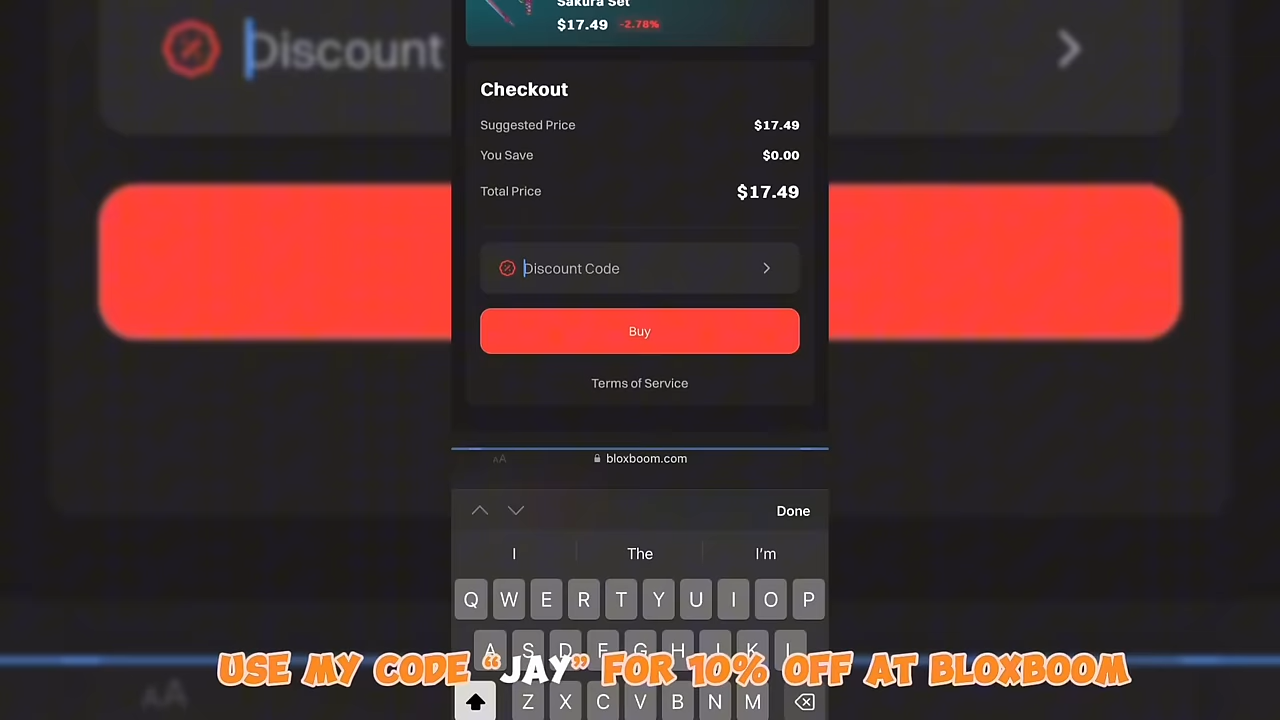 Sakura Set
$17.49 -2.78%
Discount
Checkout
Suggested Price $17.49
You Save $0.00
Total Price $17.49
Discount Code
Buy
Terms of Service
AA bloxboom.com
Done
I The I'm
Q W E R T Y U I O P
A S D F G H J K L
USE MY CODE “JAY” FOR 10% OFF AT BLOXBOOM
AA
Z X C V B N M